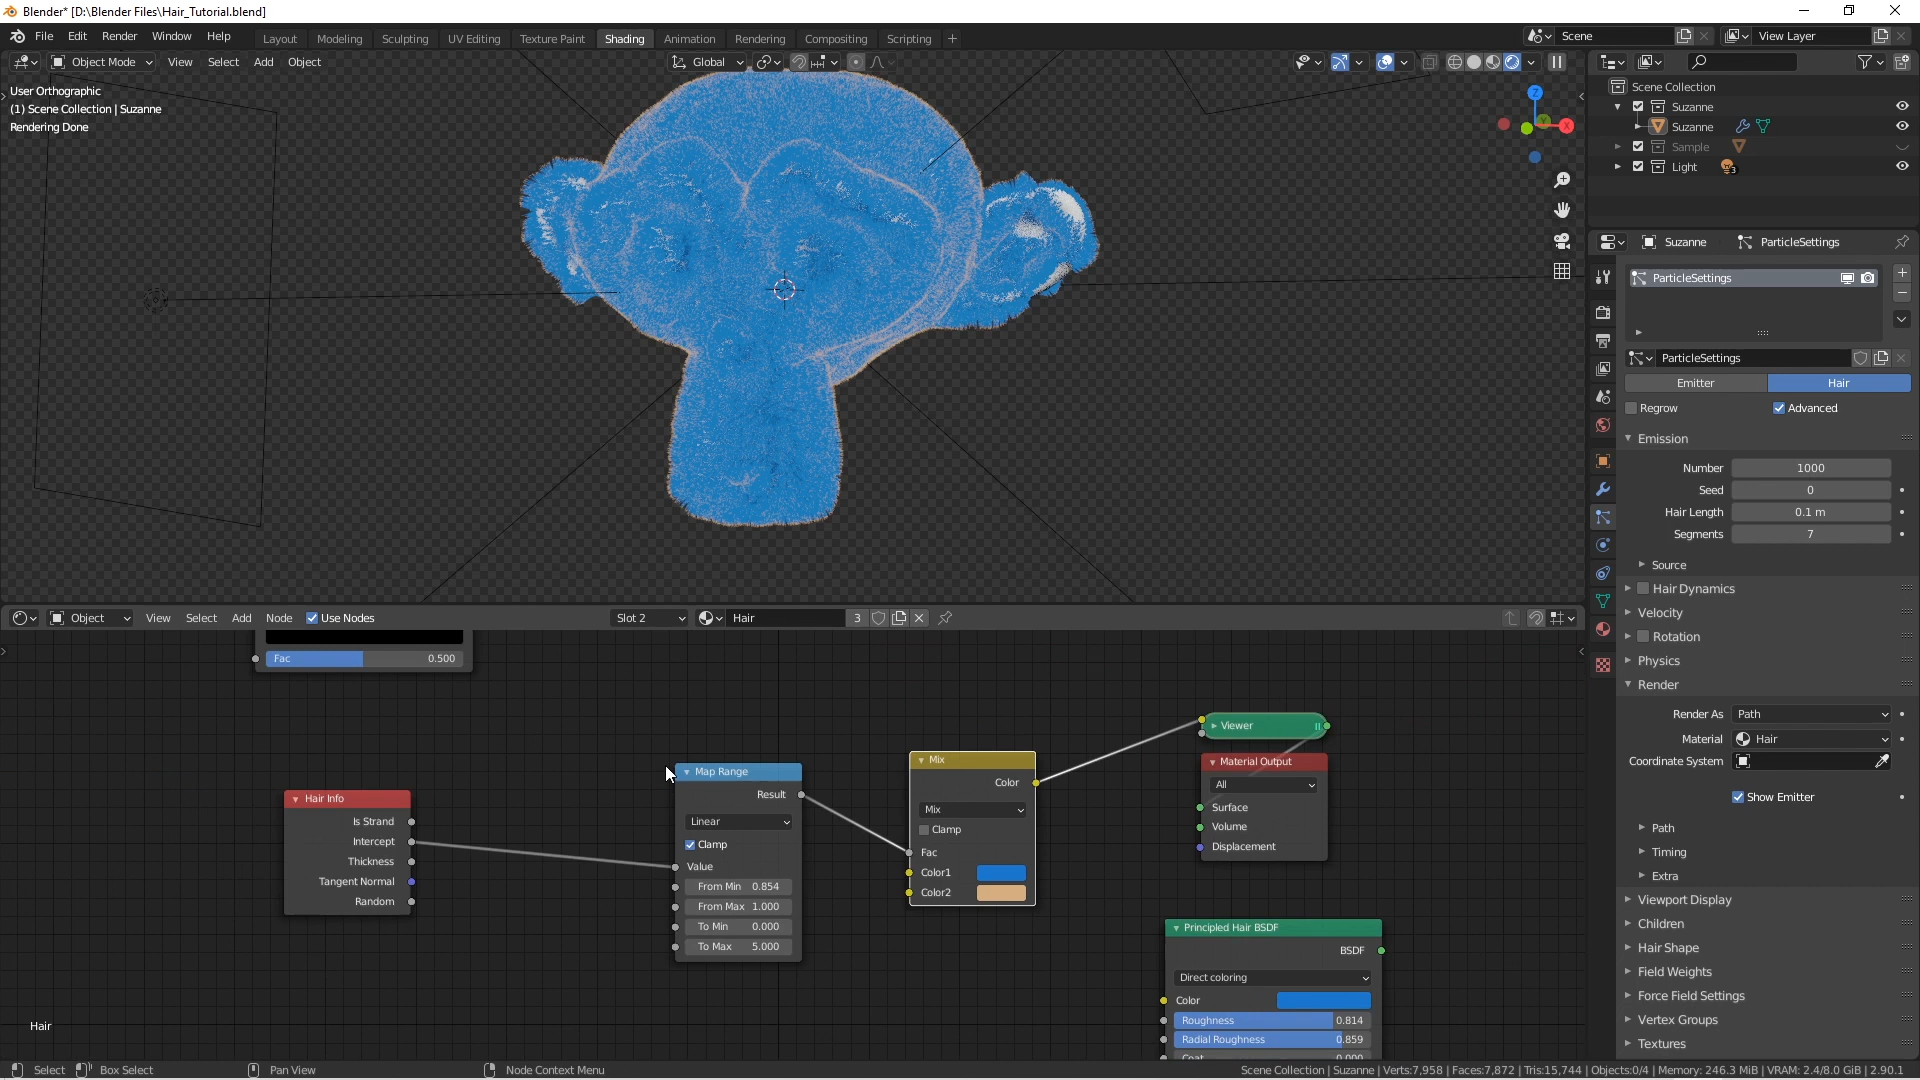 Blender* [D:\Blender Files\Hair_Tutorial.blend]
File Edit Render Window Help
Layout Modeling Sculpting UV Editing Texture Paint Shading Animation Rendering Compositing Scripting +
Scene
View Layer
Object Mode View Select Add Object
Global
User Orthographic
(1) Scene Collection | Suzanne
Rendering Done
Z
Y
X
Scene Collection
Suzanne
Suzanne
Sample
Light 3
Suzanne ParticleSettings
ParticleSettings
ParticleSettings
Emitter Hair
Regrow Advanced
Emission
Number 1000
Seed 0
Hair Length 0.1 m
Segments 7
Source
Hair Dynamics
Velocity
Rotation
Physics
Render
Render As Path
Material Hair
Coordinate System
Show Emitter
Path
Timing
Extra
Viewport Display
Children
Hair Shape
Field Weights
Force Field Settings
Vertex Groups
Textures
Object View Select Add Node Use Nodes
Slot 2 Hair 3
Fac 0.500
Hair Info
Is Strand
Intercept
Thickness
Tangent Normal
Random
Map Range
Result
Linear
Clamp
Value
From Min 0.854
From Max 1.000
To Min 0.000
To Max 5.000
Mix
Color
Mix
Clamp
Fac
Color1
Color2
Viewer
Material Output
All
Surface
Volume
Displacement
Principled Hair BSDF
BSDF
Direct coloring
Color
Roughness 0.814
Radial Roughness 0.859
Coat 0.000
Hair
Select Box Select Pan View Node Context Menu
Scene Collection | Suzanne | Verts:7,958 | Faces:7,872 | Tris:15,744 | Objects:0/4 | Memory: 246.3 MiB | VRAM: 2.4/8.0 GiB | 2.90.1